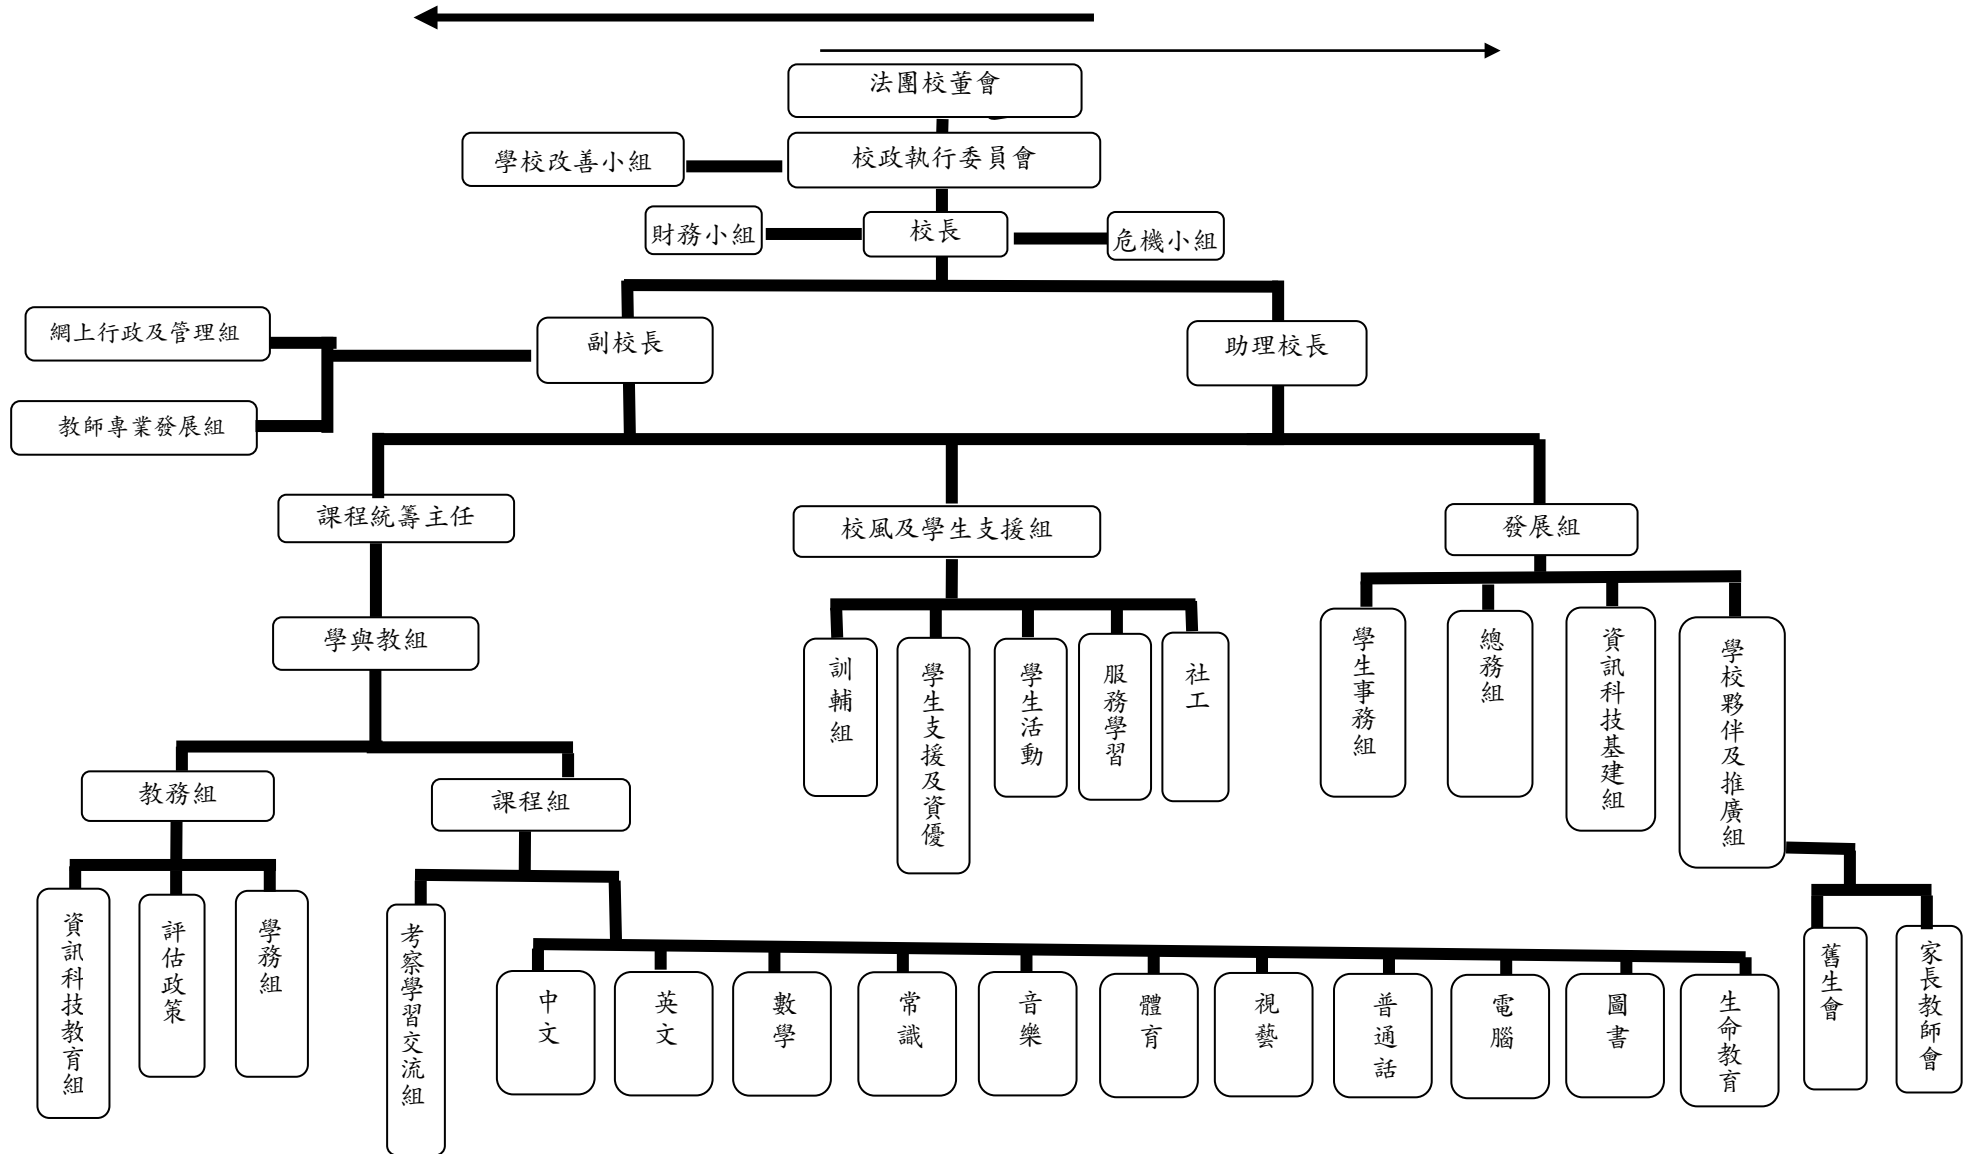 法團校董會
學校改善小組
校政執行委員會
財務小組
校長
危機小組
網上行政及管理組
副校長
助理校長
教師專業發展組
課程統籌主任
校風及學生支援組
發展組
學與教組
訓輔組
學生支援及資優
學生活動
服務學習
社工
學生事務組
總務組
資訊科技基建組
學校夥伴及推廣組
教務組
課程組
資訊科技教育組
評估政策
學務組
考察學習交流組
中文
英文
數學
常識
音樂
體育
視藝
普通話
電腦
圖書
生命教育
舊生會
家長教師會